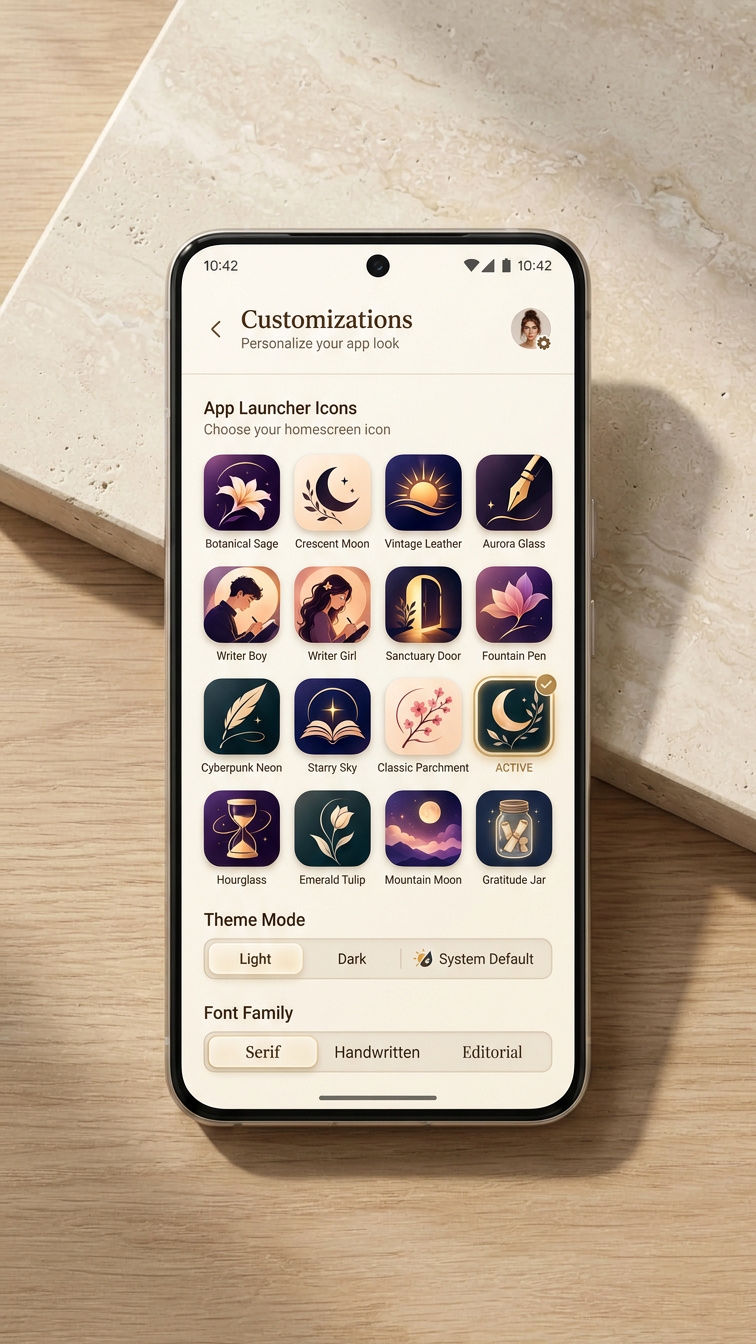 10:42
10:42
Customizations
Personalize your app look
App Launcher Icons
Choose your homescreen icon
Botanical Sage
Crescent Moon
Vintage Leather
Aurora Glass
Writer Boy
Writer Girl
Sanctuary Door
Fountain Pen
Cyberpunk Neon
Starry Sky
Classic Parchment
ACTIVE
Hourglass
Emerald Tulip
Mountain Moon
Gratitude Jar
Theme Mode
Light
Dark
System Default
Font Family
Serif
Handwritten
Editorial